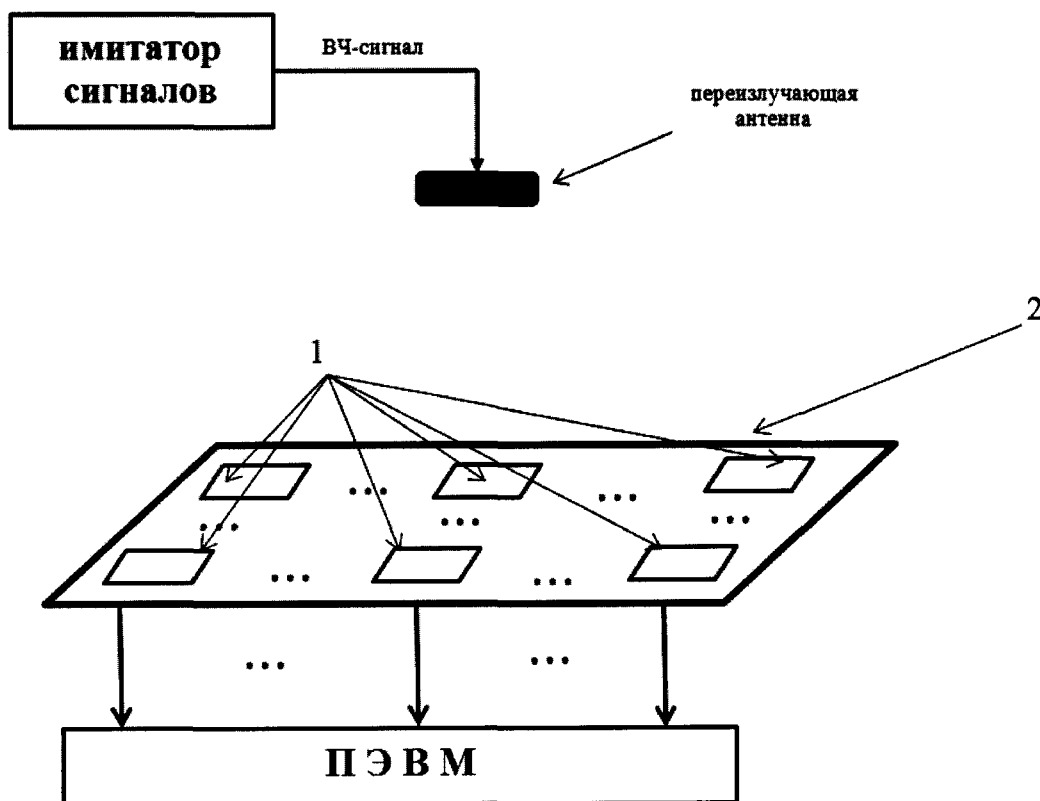 имитатор
сигналов
ВЧ-сигнал
переизлучающая
антенна
2
1
ПЭВМ